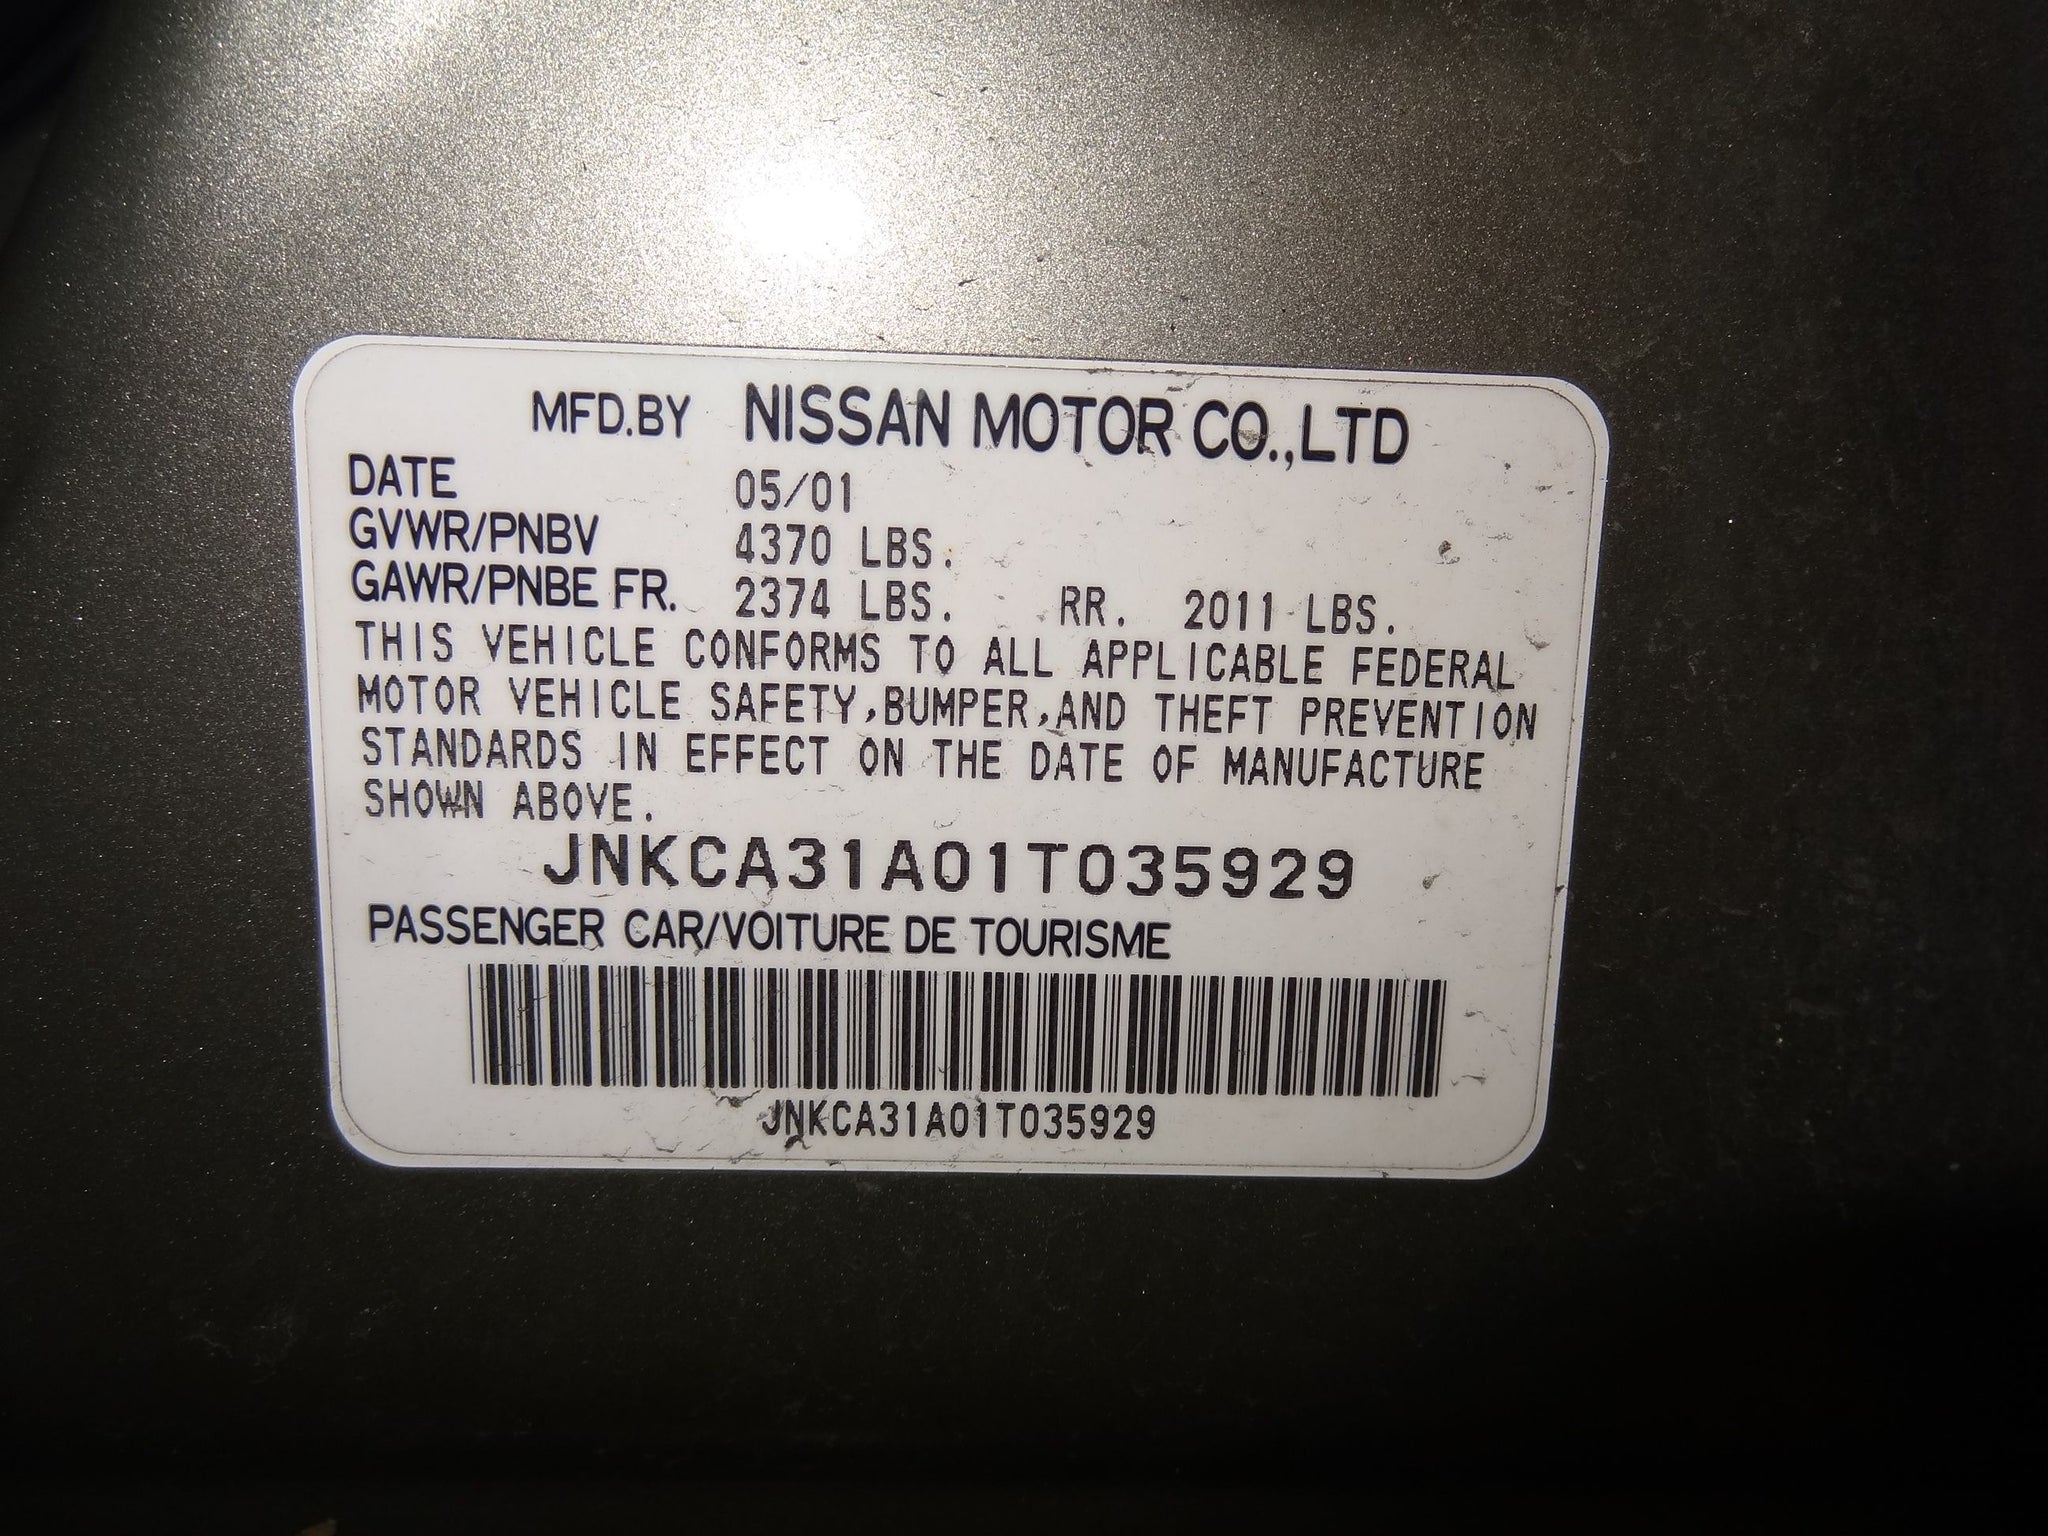 MFD.BY NISSAN MOTOR CO.,LTD
DATE 05/01
GVWR/PNBV 4370 LBS.
GAWR/PNBE FR. 2374 LBS. RR. 2011 LBS.
THIS VEHICLE CONFORMS TO ALL APPLICABLE FEDERAL
MOTOR VEHICLE SAFETY,BUMPER,AND THEFT PREVENTION
STANDARDS IN EFFECT ON THE DATE OF MANUFACTURE
SHOWN ABOVE.
JNKCA31A01T035929
PASSENGER CAR/VOITURE DE TOURISME
JNKCA31A01T035929